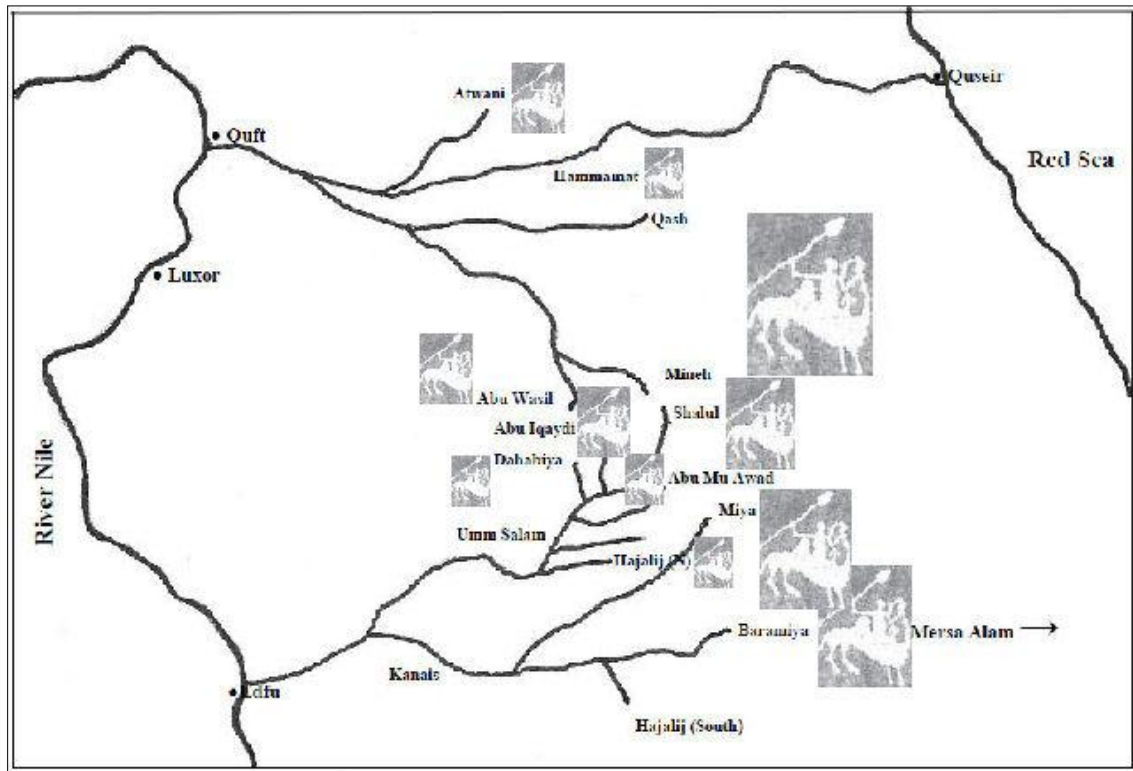 Quseir
Atwani
Quft
Red Sea
Hammamat
Qash
Luxor
Mineh
Abu Wasil
Shalul
Abu Iqaydi
Dahabiya
Abu Mu Awad
River Nile
Miya
Umm Salam
Hajalij (N)
Baramiya
Mersa Alam
Kanais
Edfu
Hajalij (South)